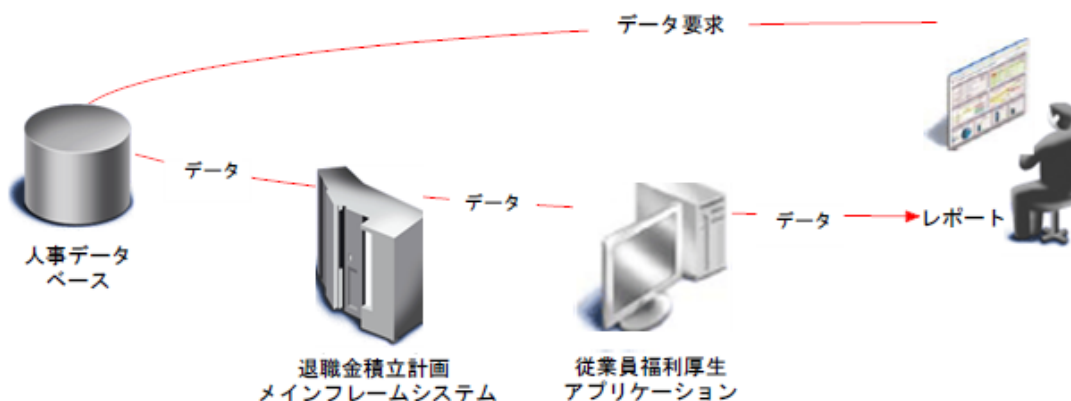 データ要求
データ
データ
データ
レポート
人事データ
ベース
退職金積立計画
メインフレームシステム
従業員福利厚生
アプリケーション